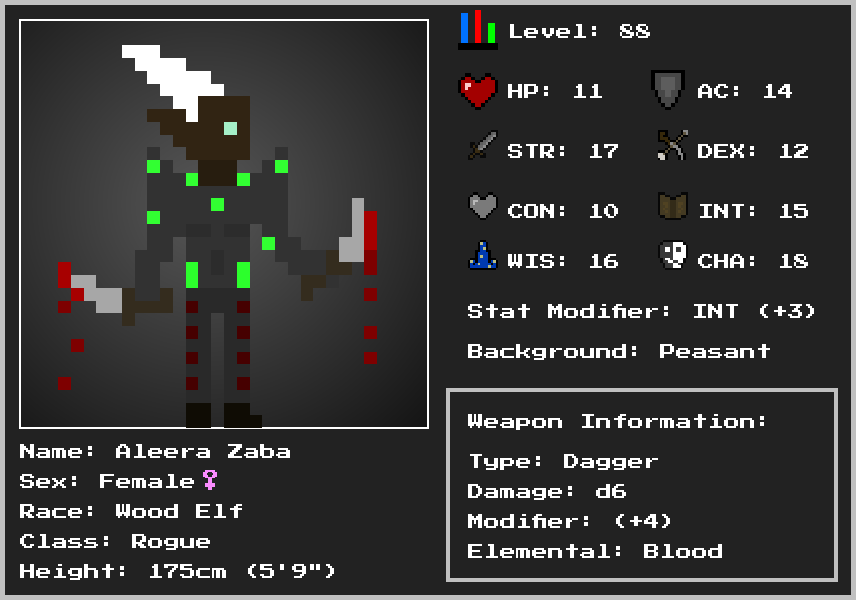 Level: 88
HP: 11
AC: 14
STR: 17
DEX: 12
CON: 10
INT: 15
WIS: 16
CHA: 18
Stat Modifier: INT (+3)
Background: Peasant
Weapon Information:
Type: Dagger
Damage: d6
Modifier: (+4)
Elemental: Blood
Name: Aleera Zaba
Sex: Female♀
Race: Wood Elf
Class: Rogue
Height: 175cm (5'9")